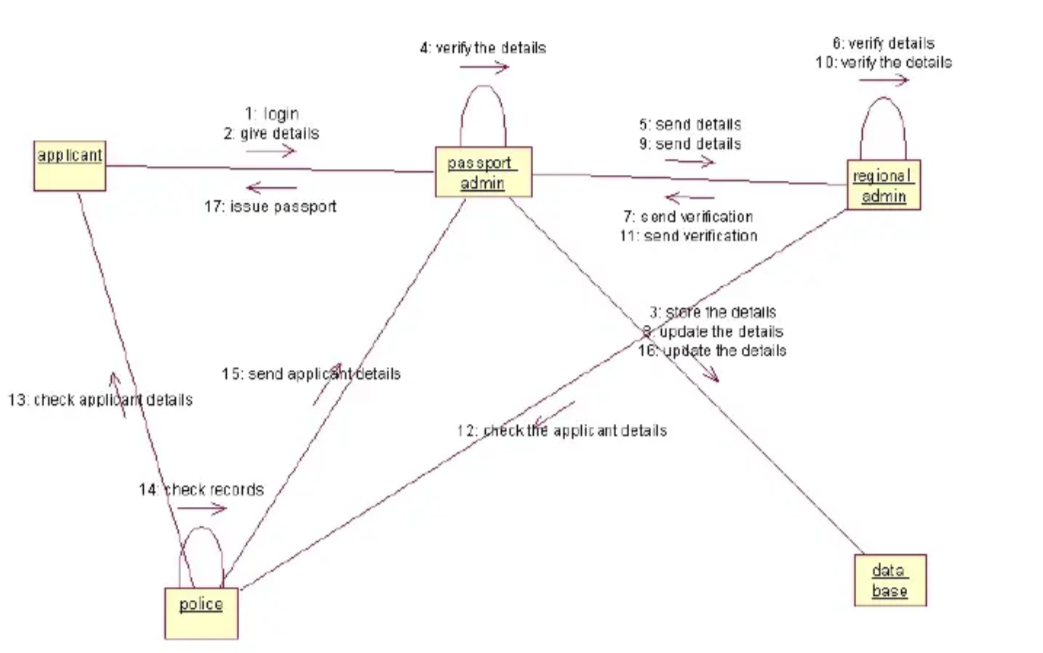 4: verify the details
6: verify details
10: verify the details
1: login
2: give details
5: send details
9: send details
applicant
passport
admin
regional
admin
17: issue passport
7: send verification
11: send verification
3: store the details
8: update the details
16: update the details
15: send applicant details
13: check applicant details
12: check the applicant details
14: check records
police
data
base